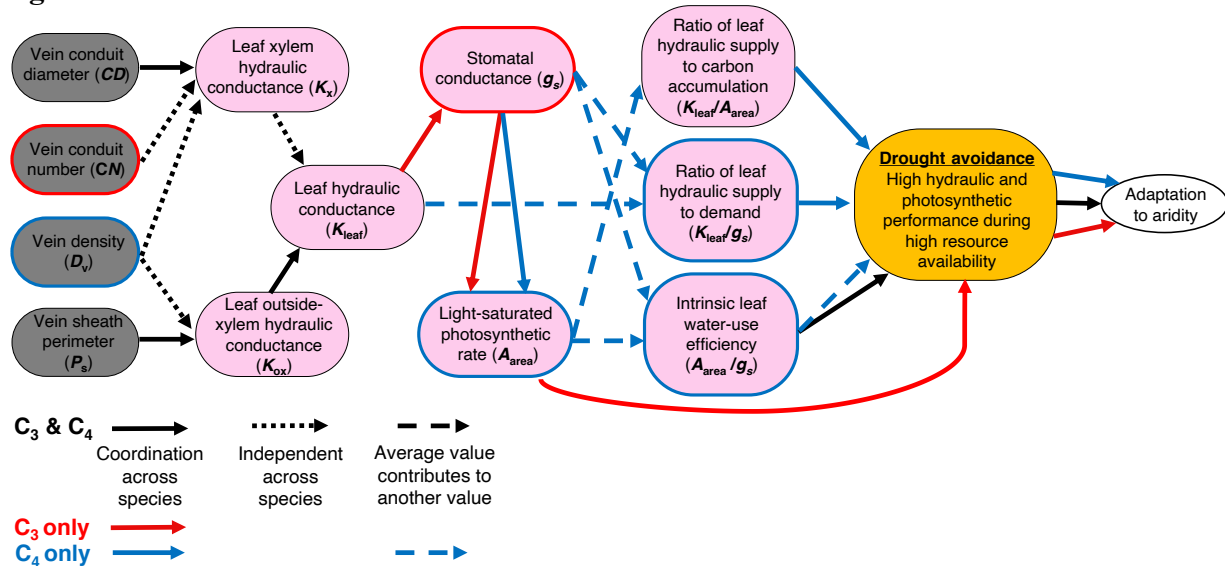 Vein conduit
diameter (CD)
Vein conduit
number (CN)
Vein density
(Dv)
Vein sheath
perimeter
(Ps)
Leaf xylem
hydraulic
conductance (Kx)
Leaf hydraulic
conductance
(Kleaf)
Leaf outside-
xylem hydraulic
conductance
(Kox)
Stomatal
conductance (gs)
Light-saturated
photosynthetic
rate (Aarea)
Ratio of leaf
hydraulic supply
to carbon
accumulation
(Kleaf/Aarea)
Ratio of leaf
hydraulic supply
to demand
(Kleaf/gs)
Intrinsic leaf
water-use
efficiency
(Aarea /gs)
Drought avoidance
High hydraulic and
photosynthetic
performance during
high resource
availability
Adaptation
to aridity
C3 & C4
Coordination
across
species
Independent
across
species
Average value
contributes to
another value
C3 only
C4 only